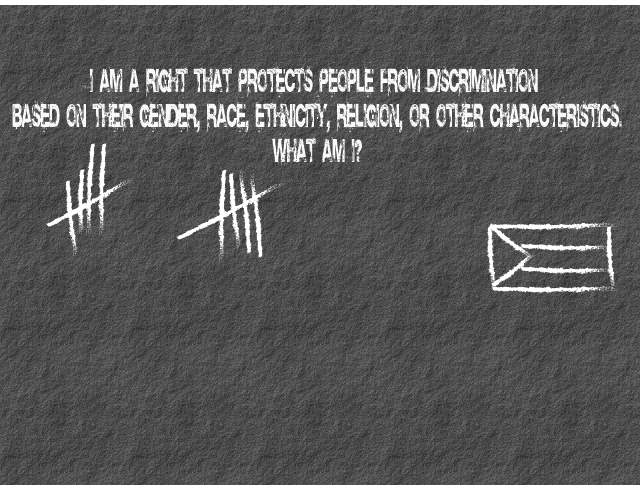 I AM A RIGHT THAT PROTECTS PEOPLE FROM DISCRIMINATION
BASED ON THEIR GENDER, RACE, ETHNICITY, RELIGION, OR OTHER CHARACTERISTICS.
WHAT AM I?